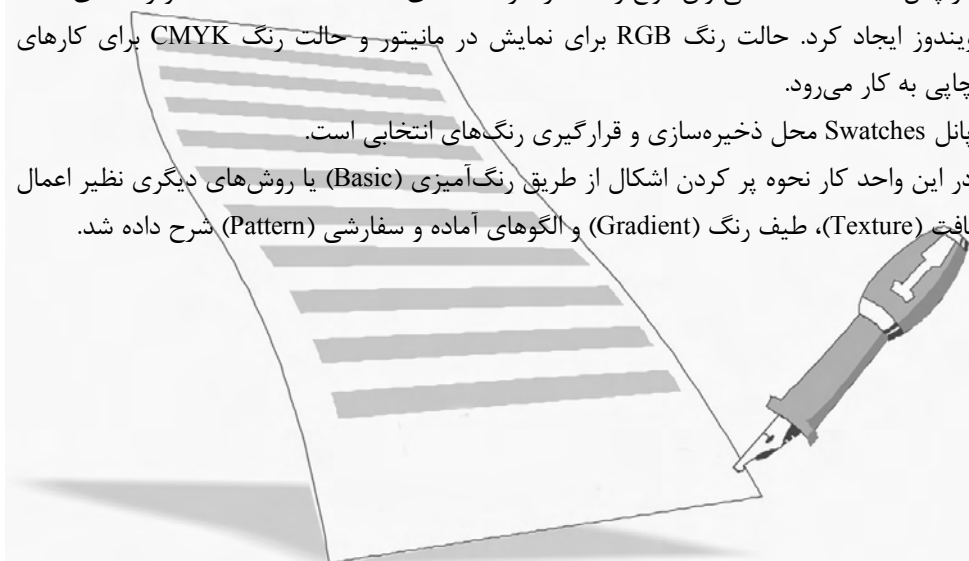 ویندوز ایجاد کرد. حالت رنگ RGB برای نمایش در مانیتور و حالت رنگ CMYK برای کارهای
چاپی به کار می‌رود.
پانل Swatches محل ذخیره‌سازی و قرارگیری رنگ‌های انتخابی است.
در این واحد کار نحوه پر کردن اشکال از طریق رنگ‌آمیزی (Basic) یا روش‌های دیگری نظیر اعمال
بافت (Texture)، طیف رنگ (Gradient) و الگوهای آماده و سفارشی (Pattern) شرح داده شد.